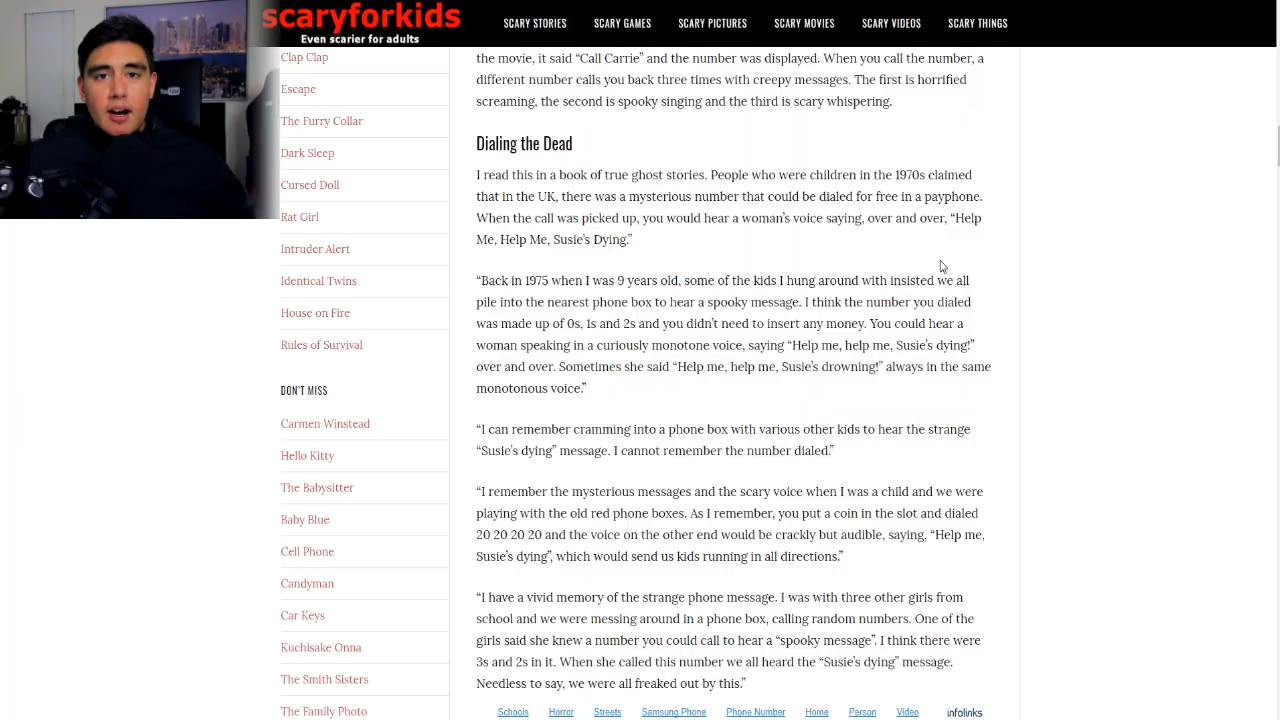 scaryforkids
Even scarier for adults
SCARY STORIES
SCARY GAMES
SCARY PICTURES
SCARY MOVIES
SCARY VIDEOS
SCARY THINGS
Clap Clap
Escape
The Furry Collar
Dark Sleep
Cursed Doll
Rat Girl
Intruder Alert
Identical Twins
House on Fire
Rules of Survival
DON'T MISS
Carmen Winstead
Hello Kitty
The Babysitter
Baby Blue
Cell Phone
Candyman
Car Keys
Kuchisake Onna
The Smith Sisters
The Family Photo
the movie, it said “Call Carrie” and the number was displayed. When you call the number, a
different number calls you back three times with creepy messages. The first is horrified
screaming, the second is spooky singing and the third is scary whispering.
Dialing the Dead
I read this in a book of true ghost stories. People who were children in the 1970s claimed
that in the UK, there was a mysterious number that could be dialed for free in a payphone.
When the call was picked up, you would hear a woman’s voice saying, over and over, “Help
Me, Help Me, Susie’s Dying.”
“Back in 1975 when I was 9 years old, some of the kids I hung around with insisted we all
pile into the nearest phone box to hear a spooky message. I think the number you dialed
was made up of 0s, 1s and 2s and you didn’t need to insert any money. You could hear a
woman speaking in a curiously monotone voice, saying “Help me, help me, Susie’s dying!”
over and over. Sometimes she said “Help me, help me, Susie’s drowning!” always in the same
monotonous voice.”
“I can remember cramming into a phone box with various other kids to hear the strange
“Susie’s dying” message. I cannot remember the number dialed.”
“I remember the mysterious messages and the scary voice when I was a child and we were
playing with the old red phone boxes. As I remember, you put a coin in the slot and dialed
20 20 20 20 and the voice on the other end would be crackly but audible, saying, “Help me,
Susie’s dying”, which would send us kids running in all directions.”
“I have a vivid memory of the strange phone message. I was with three other girls from
school and we were messing around in a phone box, calling random numbers. One of the
girls said she knew a number you could call to hear a “spooky message”. I think there were
3s and 2s in it. When she called this number we all heard the “Susie’s dying” message.
Needless to say, we were all freaked out by this.”
Schools Horror Streets Samsung Phone Phone Number Home Person Video infolinks